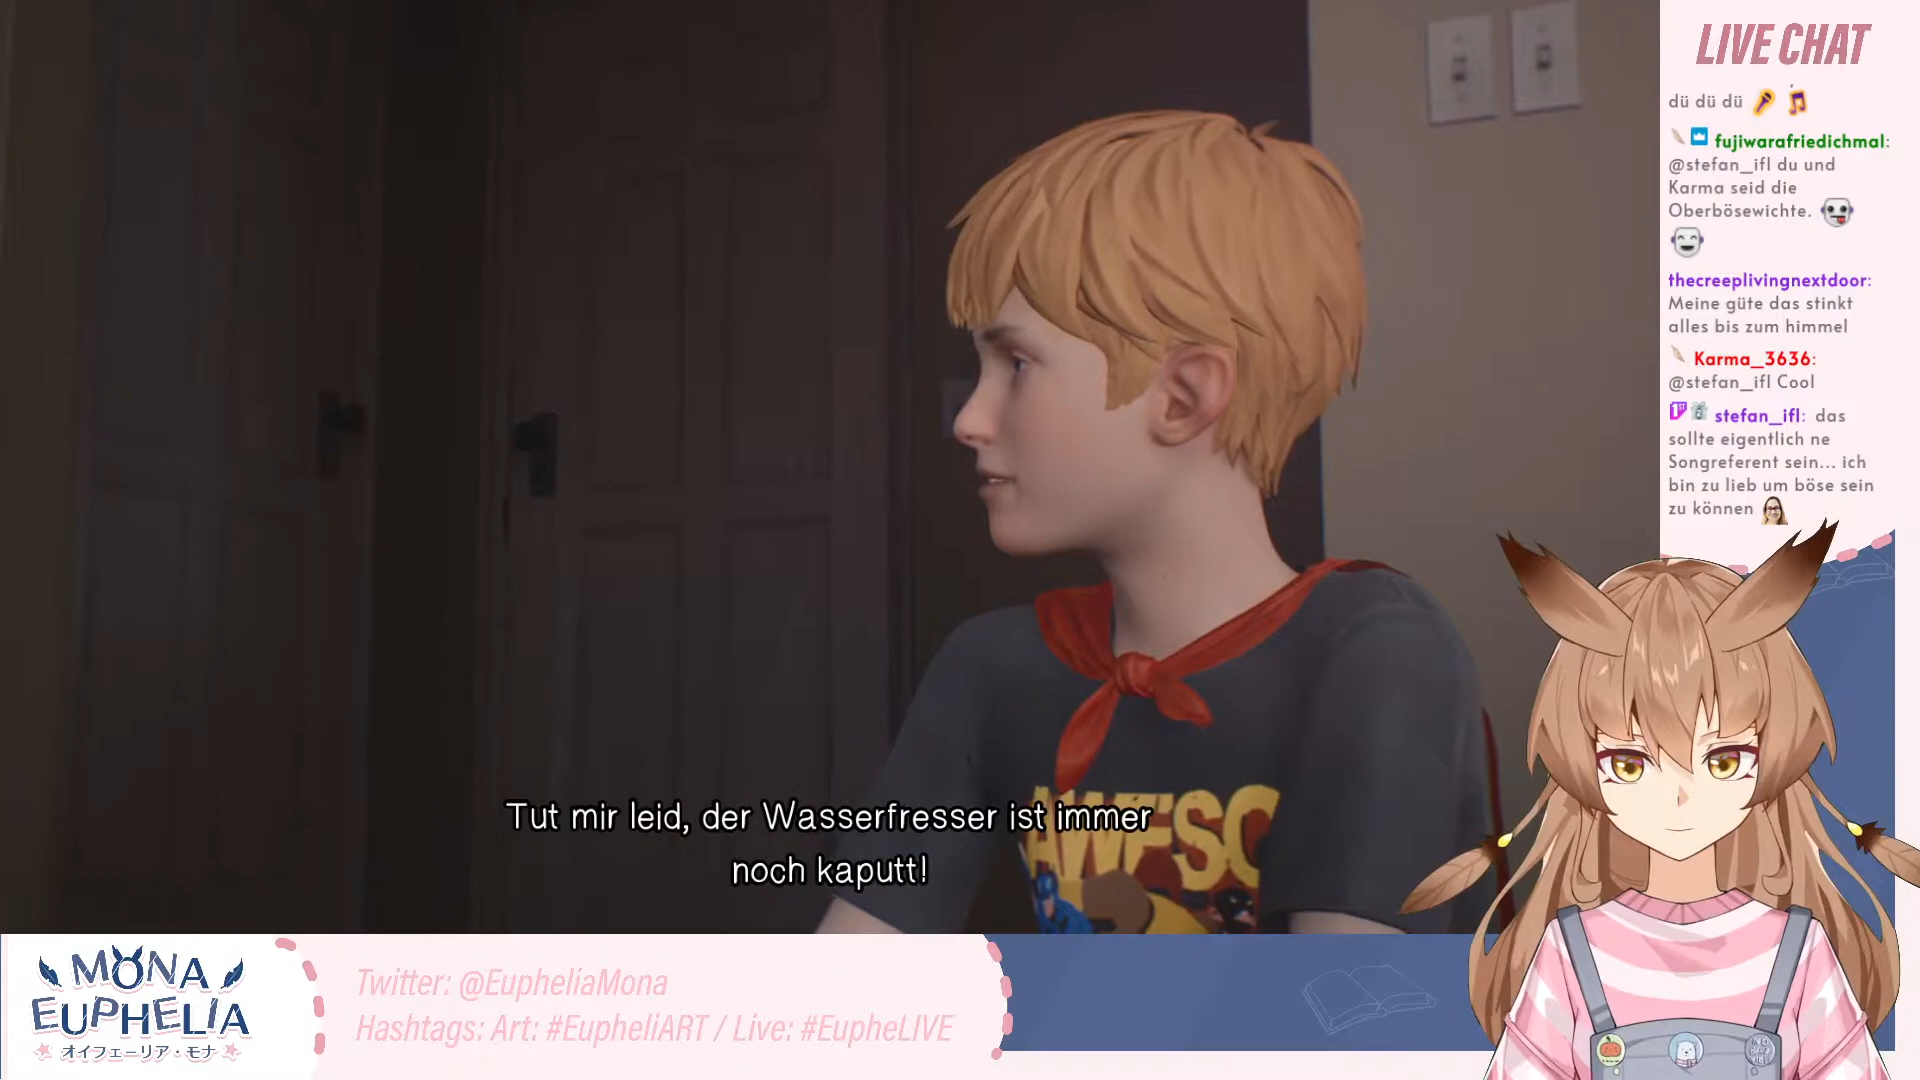 LIVE CHAT
dü dü dü
fujiwarafriedichmal:
@stefan_ifl du und
Karma seid die
Oberbösewichte.
thecreeplivingnextdoor:
Meine güte das stinkt
alles bis zum himmel
Karma_3636:
@stefan_ifl Cool
1ST stefan_ifl: das
sollte eigentlich ne
Songreferent sein... ich
bin zu lieb um böse sein
zu können
AWESO
Tut mir leid, der Wasserfresser ist immer
noch kaputt!
MONA
EUPHELIA
オイフェーリア・モナ
Twitter: @EupheliaMona
Hashtags: Art: #EupheliART / Live: #EupheLIVE